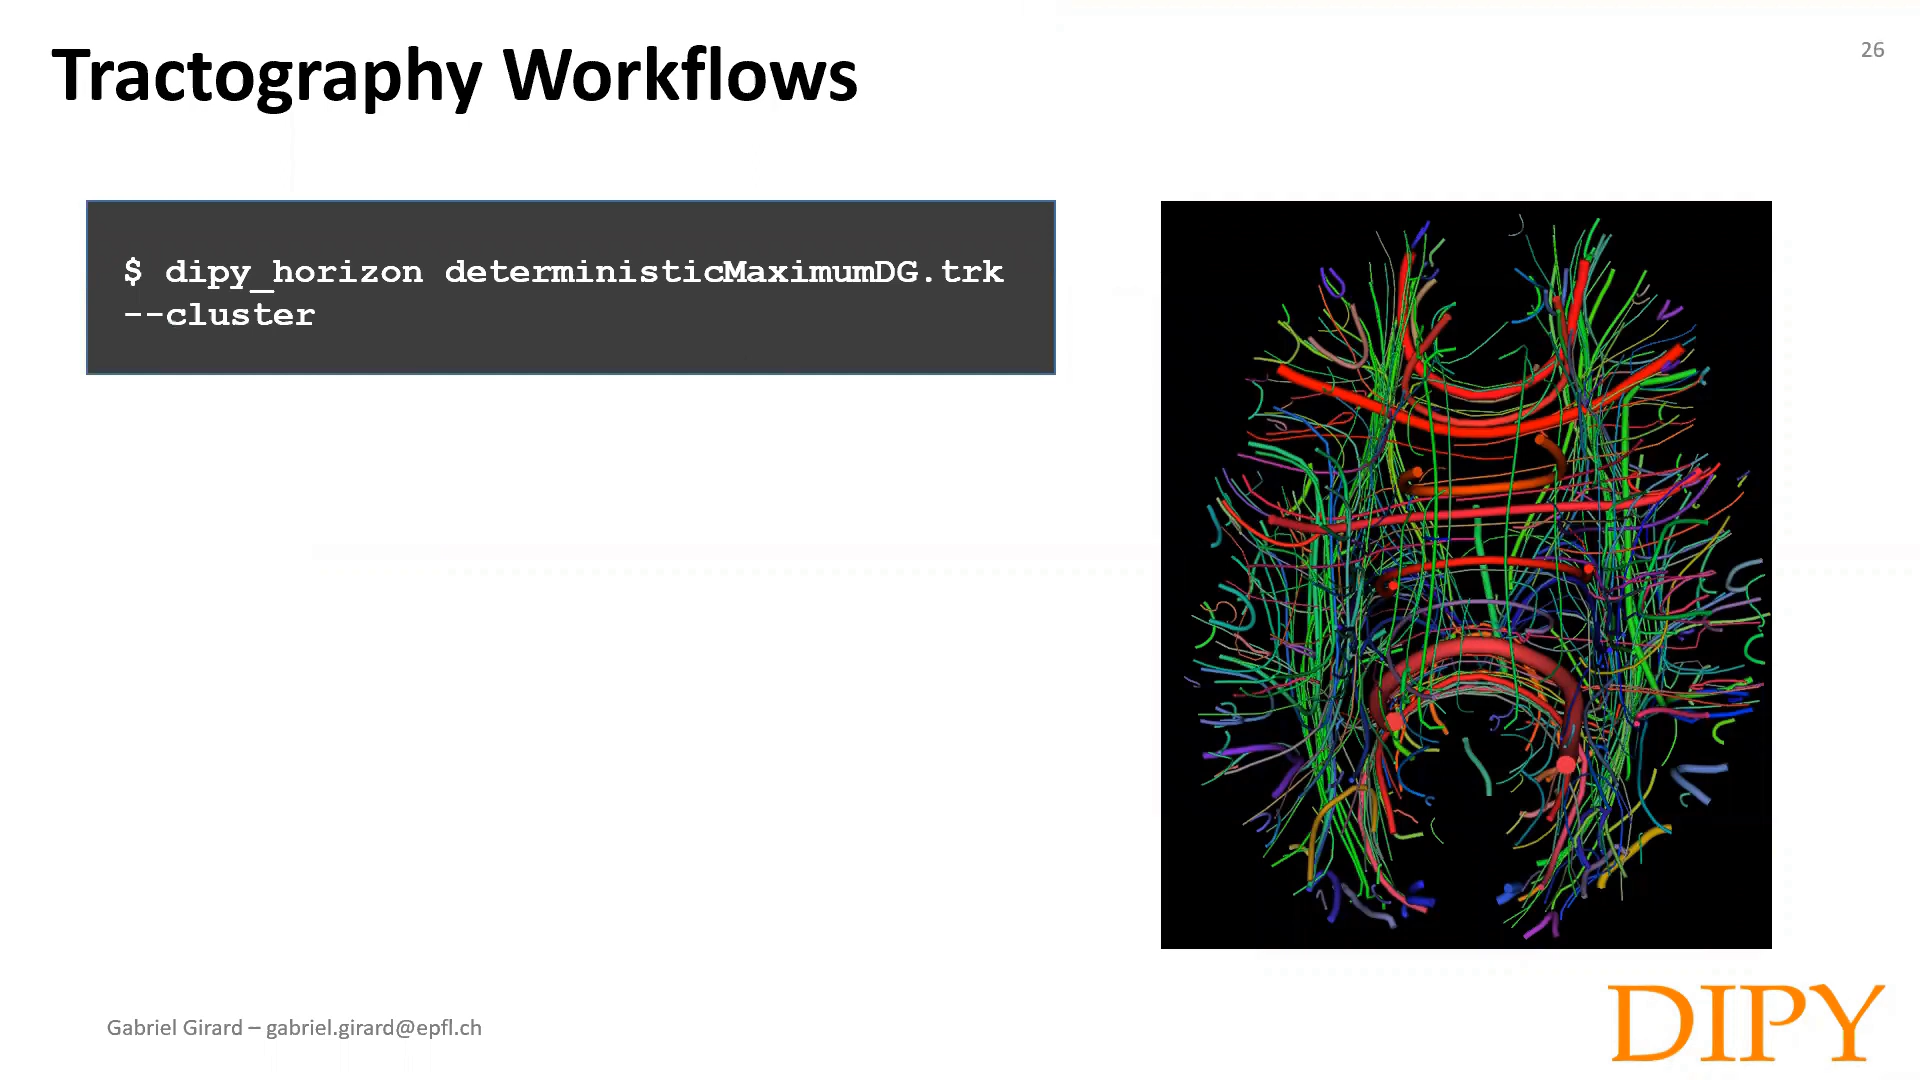 Tractography Workflows
26
$ dipy_horizon deterministicMaximumDG.trk
--cluster
Gabriel Girard – gabriel.girard@epfl.ch
DIPY